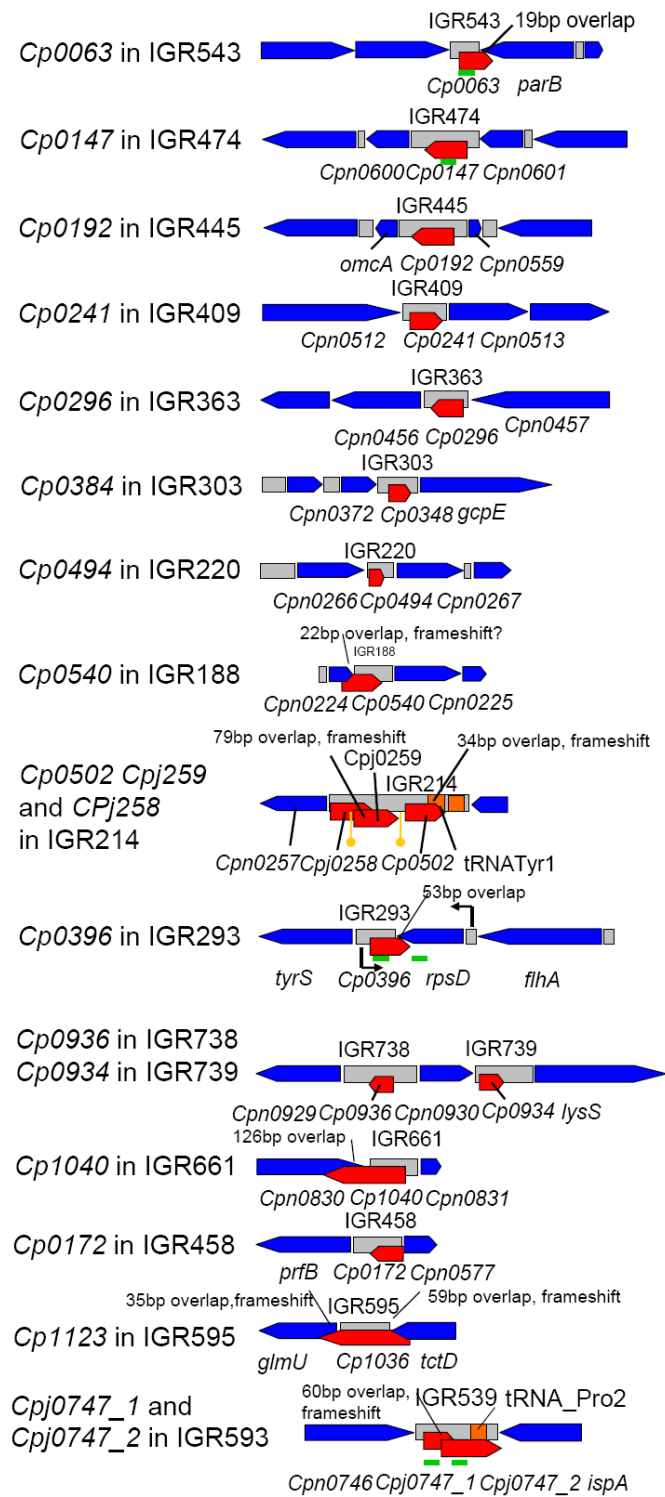 IGR543
19bp overlap
Cp0063 in IGR543
Cp0063 parB
IGR474
Cp0147 in IGR474
Cpn0600 Cp0147 Cpn0601
IGR445
Cp0192 in IGR445
omcA Cp0192 Cpn0559
IGR409
Cp0241 in IGR409
Cpn0512 Cp0241 Cpn0513
IGR363
Cp0296 in IGR363
Cpn0456 Cp0296 Cpn0457
IGR303
Cp0384 in IGR303
Cpn0372 Cp0348 gcpE
IGR220
Cp0494 in IGR220
Cpn0266 Cp0494 Cpn0267
22bp overlap, frameshift?
IGR188
Cp0540 in IGR188
Cpn0224 Cp0540 Cpn0225
79bp overlap, frameshift
34bp overlap, frameshift
Cpj0259
IGR214
Cp0502 Cpj259
and CPj258
in IGR214
Cpn0257 Cpj0258 Cp0502 tRNATyr1
53bp overlap
IGR293
Cp0396 in IGR293
tyrS Cp0396 rpsD flhA
Cp0936 in IGR738
Cp0934 in IGR739
IGR738
IGR739
Cpn0929 Cp0936 Cpn0930 Cp0934 lysS
126bp overlap
IGR661
Cp1040 in IGR661
Cpn0830 Cp1040 Cpn0831
IGR458
Cp0172 in IGR458
prfB Cp0172 Cpn0577
35bp overlap,frameshift
IGR595
59bp overlap, frameshift
Cp1123 in IGR595
glmU Cp1036 tctD
Cpj0747_1 and
Cpj0747_2 in IGR593
60bp overlap,
frameshift
IGR539
tRNA_Pro2
Cpn0746 Cpj0747_1 Cpj0747_2 ispA